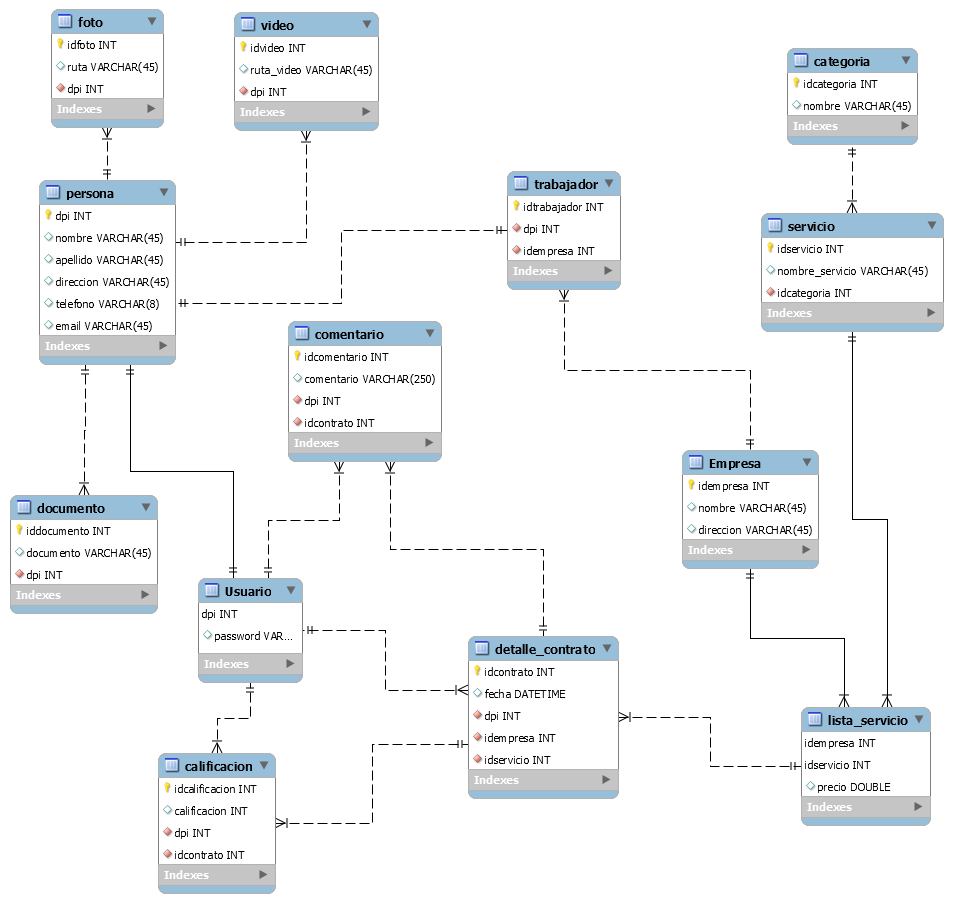 foto
idfoto INT
ruta VARCHAR(45)
dpi INT
Indexes
video
idvideo INT
ruta_video VARCHAR(45)
dpi INT
Indexes
categoria
idcategoria INT
nombre VARCHAR(45)
Indexes
persona
dpi INT
nombre VARCHAR(45)
apellido VARCHAR(45)
direccion VARCHAR(45)
telefono VARCHAR(8)
email VARCHAR(45)
Indexes
trabajador
idtrabajador INT
dpi INT
idempresa INT
Indexes
servicio
idservicio INT
nombre_servicio VARCHAR(45)
idcategoria INT
Indexes
comentario
idcomentario INT
comentario VARCHAR(250)
dpi INT
idcontrato INT
Indexes
Empresa
idempresa INT
nombre VARCHAR(45)
direccion VARCHAR(45)
Indexes
documento
iddocumento INT
documento VARCHAR(45)
dpi INT
Indexes
Usuario
dpi INT
password VAR...
Indexes
detalle_contrato
idcontrato INT
fecha DATETIME
dpi INT
idempresa INT
idservicio INT
Indexes
lista_servicio
idempresa INT
idservicio INT
precio DOUBLE
Indexes
calificacion
idcalificacion INT
calificacion INT
dpi INT
idcontrato INT
Indexes